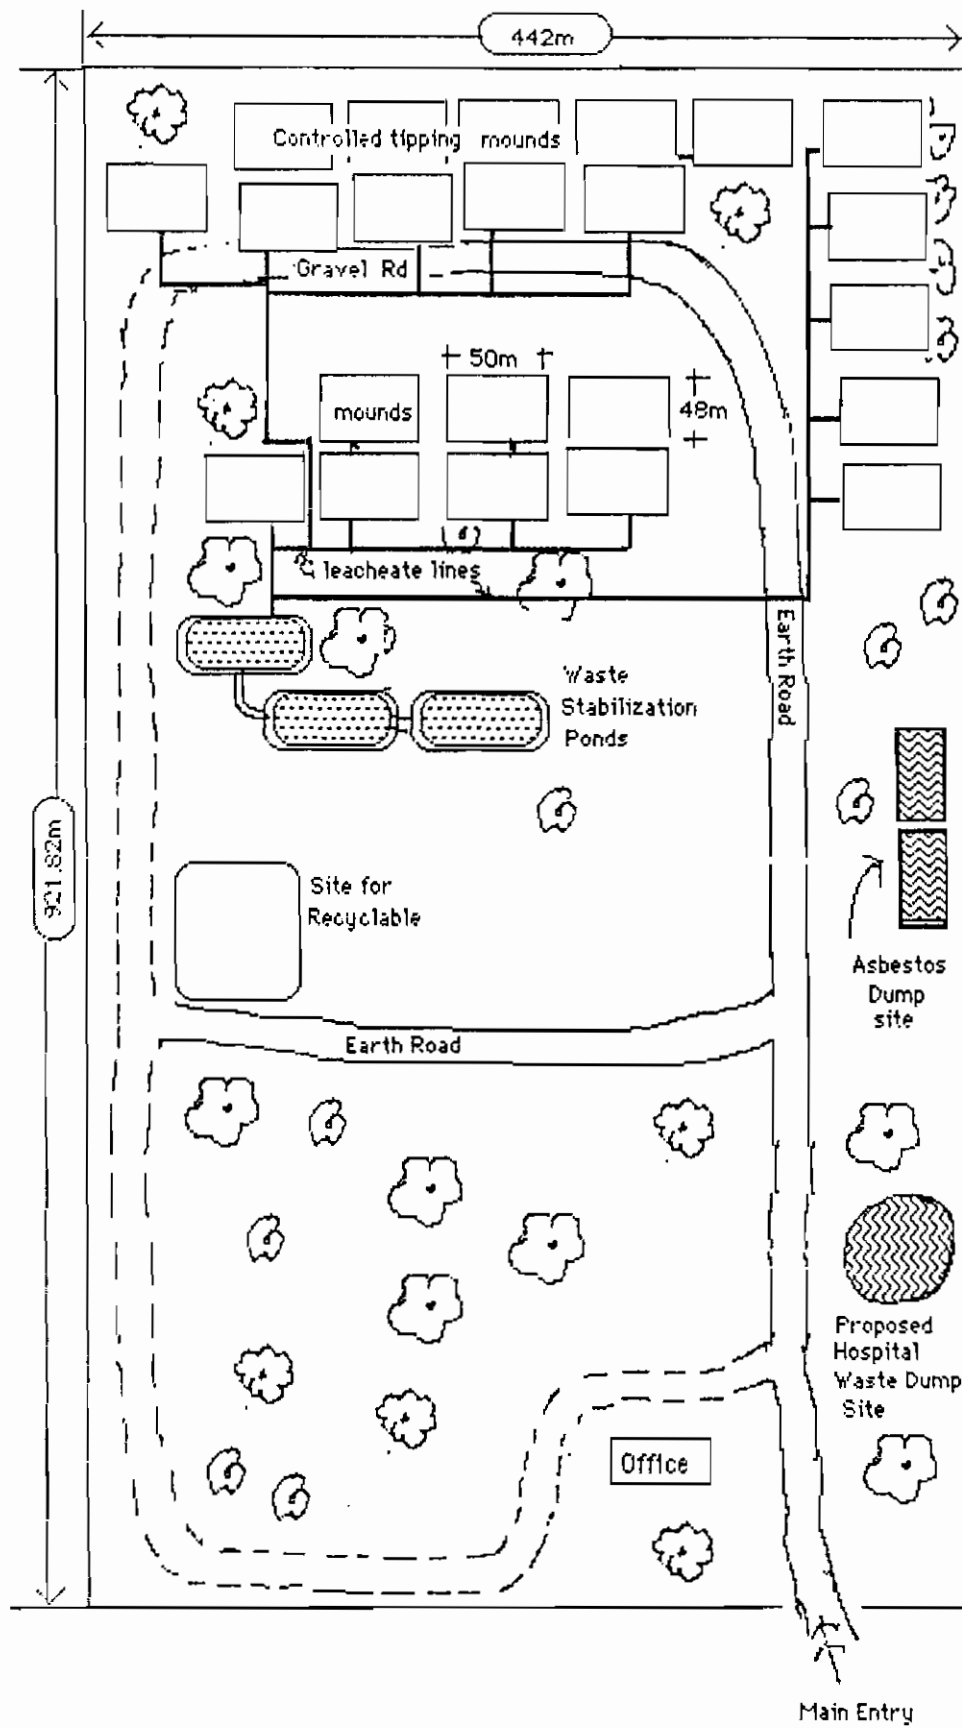 442m
Controlled tipping mounds
Gravel Rd
50m
mounds
48m
leacheate lines
Earth Road
Waste
Stabilization
Ponds
921.82m
Site for
Recyclable
Asbestos
Dump
site
Earth Road
Proposed
Hospital
Waste Dump
Site
Office
Main Entry